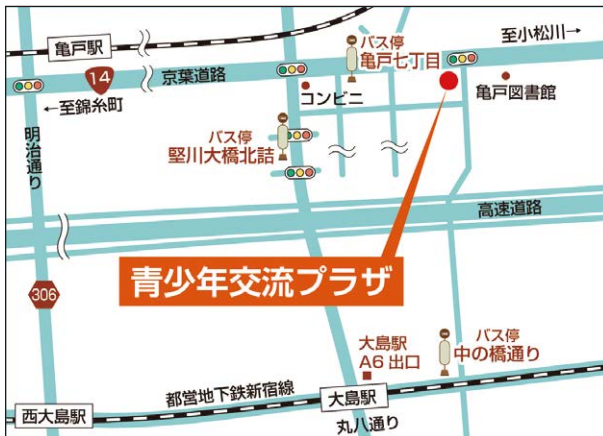 亀戸駅
14
京葉道路
バス停
亀戸七丁目
至小松川→
←至錦糸町
コンビニ
亀戸図書館
明治通り
バス停
竪川大橋北詰
高速道路
青少年交流プラザ
306
大島駅
A6 出口
バス停
中の橋通り
都営地下鉄新宿線
西大島駅
大島駅
丸八通り